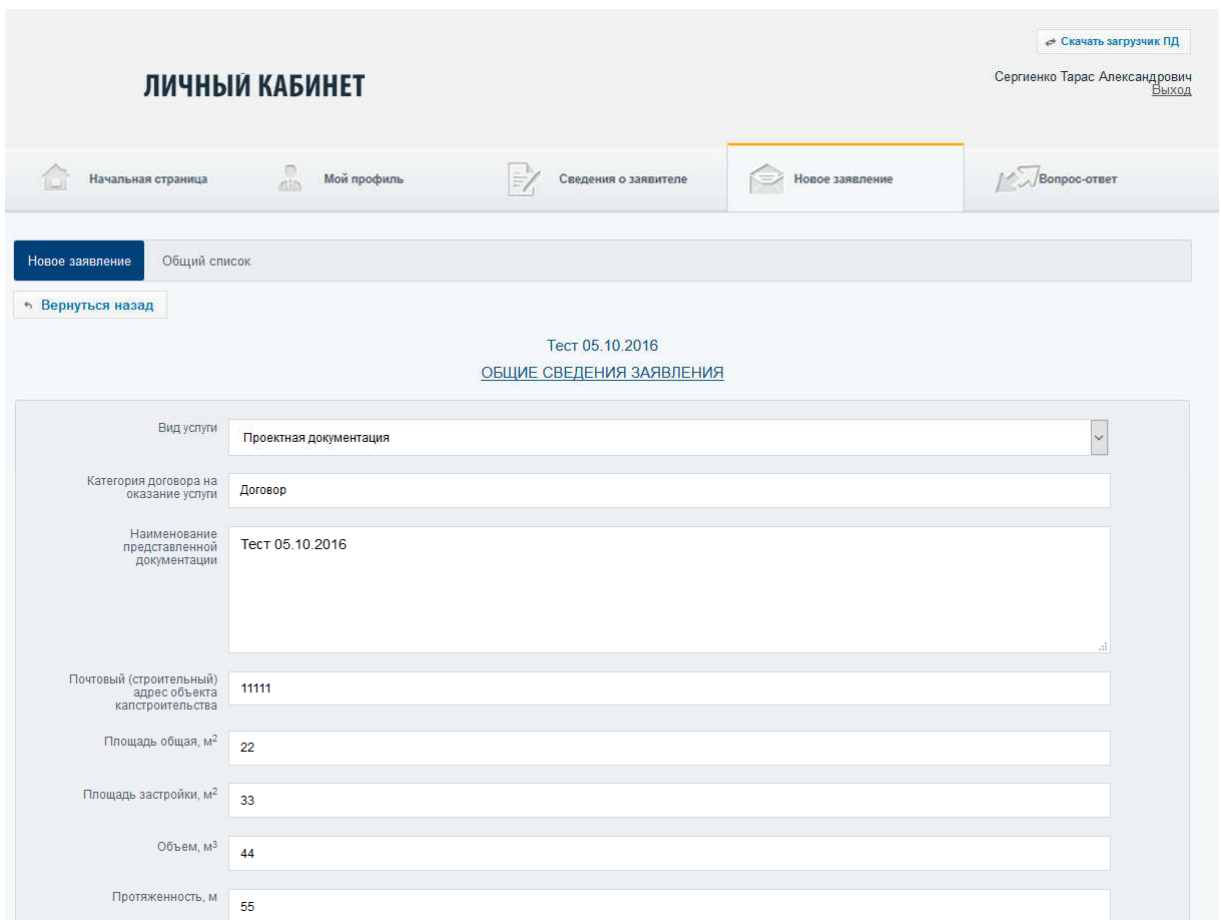 Скачать загрузчик ПД
ЛИЧНЫЙ КАБИНЕТ
Сергиенко Тарас Александрович
Выход
Начальная страница
Мой профиль
Сведения о заявителе
Новое заявление
Вопрос-ответ
Новое заявление
Общий список
Вернуться назад
Тест 05.10.2016
ОБЩИЕ СВЕДЕНИЯ ЗАЯВЛЕНИЯ
Вид услуги
Проектная документация
Категория договора на
оказание услуги
Договор
Наименование
представленной
документации
Тест 05.10.2016
Почтовый (строительный)
адрес объекта
капстроительства
11111
Площадь общая, м²
22
Площадь застройки, м²
33
Объем, м³
44
Протяженность, м
55